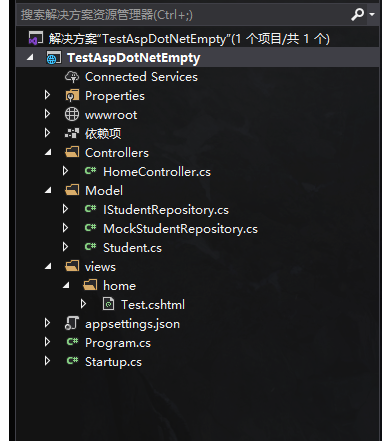 搜索解决方案资源管理器(Ctrl+;)
解决方案"TestAspDotNetEmpty"(1 个项目/共 1 个)
TestAspDotNetEmpty
Connected Services
Properties
wwwroot
依赖项
Controllers
C# HomeController.cs
Model
C# IStudentRepository.cs
C# MockStudentRepository.cs
C# Student.cs
views
home
Test.cshtml
appsettings.json
C# Program.cs
C# Startup.cs